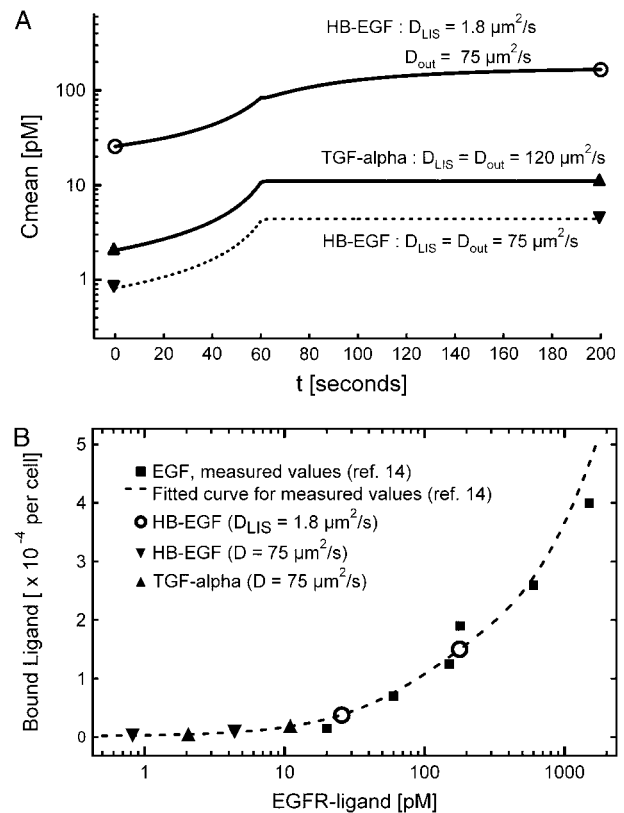 A
HB-EGF : D_LIS = 1.8 µm²/s
D_out = 75 µm²/s
TGF-alpha : D_LIS = D_out = 120 µm²/s
HB-EGF : D_LIS = D_out = 75 µm²/s
Cmean [pM]
100
10
1
0 20 40 60 80 100 120 140 160 180 200
t [seconds]
B
EGF, measured values (ref. 14)
Fitted curve for measured values (ref. 14)
HB-EGF (D_LIS = 1.8 µm²/s)
HB-EGF (D = 75 µm²/s)
TGF-alpha (D = 75 µm²/s)
Bound Ligand [ x 10⁻⁴ per cell]
5
4
3
2
1
0
1 10 100 1000
EGFR-ligand [pM]